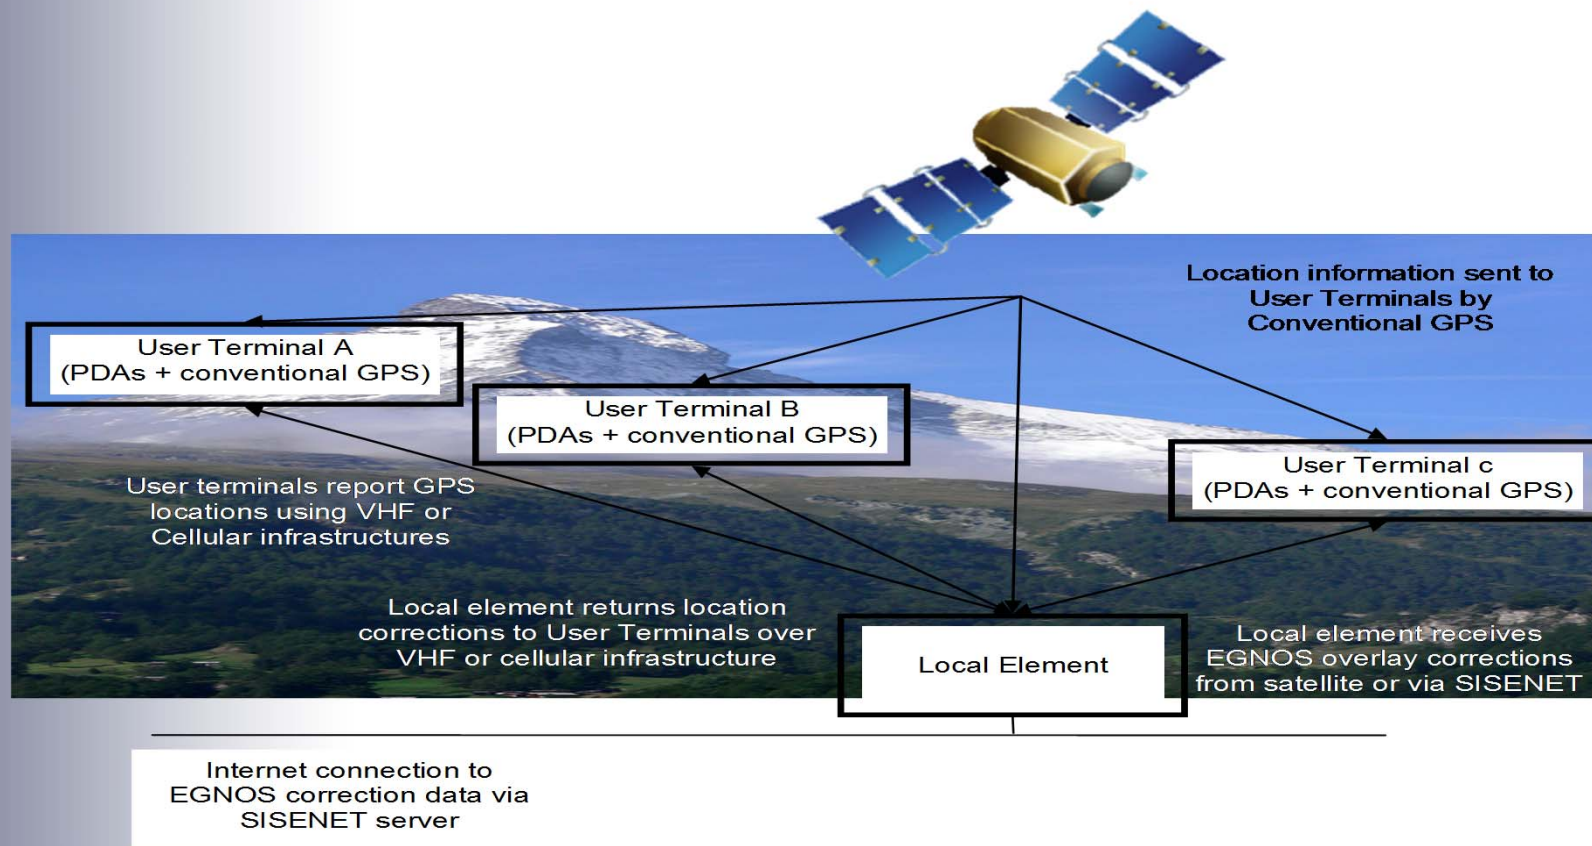 Location information sent to
User Terminals by
Conventional GPS
User Terminal A
(PDAs + conventional GPS)
User Terminal B
(PDAs + conventional GPS)
User Terminal c
(PDAs + conventional GPS)
User terminals report GPS
locations using VHF or
Cellular infrastructures
Local element returns location
corrections to User Terminals over
VHF or cellular infrastructure
Local Element
Local element receives
EGNOS overlay corrections
from satellite or via SISENET
Internet connection to
EGNOS correction data via
SISENET server